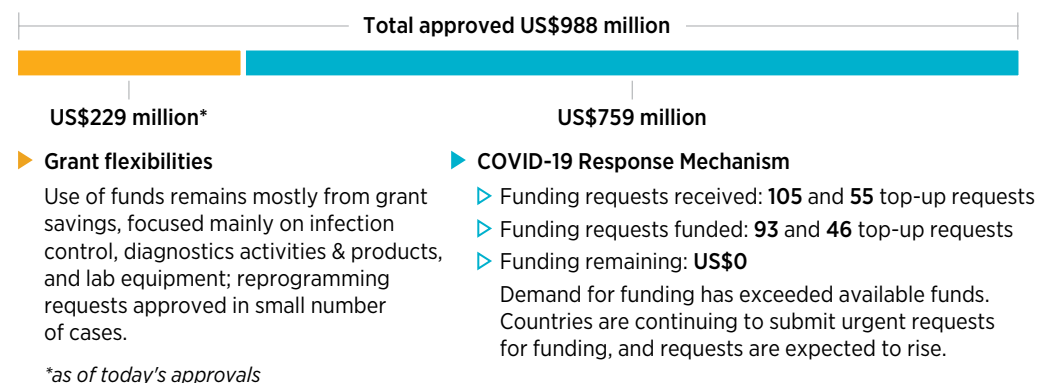 Total approved US$988 million
US$229 million*
US$759 million
Grant flexibilities
Use of funds remains mostly from grant
savings, focused mainly on infection
control, diagnostics activities & products,
and lab equipment; reprogramming
requests approved in small number
of cases.
*as of today's approvals
COVID-19 Response Mechanism
Funding requests received: 105 and 55 top-up requests
Funding requests funded: 93 and 46 top-up requests
Funding remaining: US$0
Demand for funding has exceeded available funds.
Countries are continuing to submit urgent requests
for funding, and requests are expected to rise.